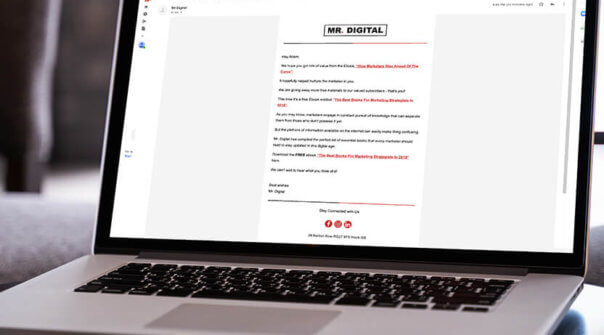 Mr Digital
MR. DIGITAL
Hey Adam,
We hope you got lots of value from the Ebook, "How Marketers Stay Ahead Of The
Curve".
It hopefully helped nurture the marketer in you.
We are giving away more free materials to our valued subscribers - that's you!
This time it's a free Ebook entitled "The Best Books For Marketing Strategists In
2018".
As you may know, marketers engage in constant pursuit of knowledge that can separate
them from those who don't possess it yet.
But the plethora of information available on the internet can easily make thing confusing.
Mr. Digital has compiled the perfect list of essential books that every marketer should
read to stay updated in this digital age.
Download the FREE ebook "The Best Books For Marketing Strategists In 2018"
here.
We can't wait to hear what you think of it!
Best wishes
Mr. Digital
Stay Connected with Us